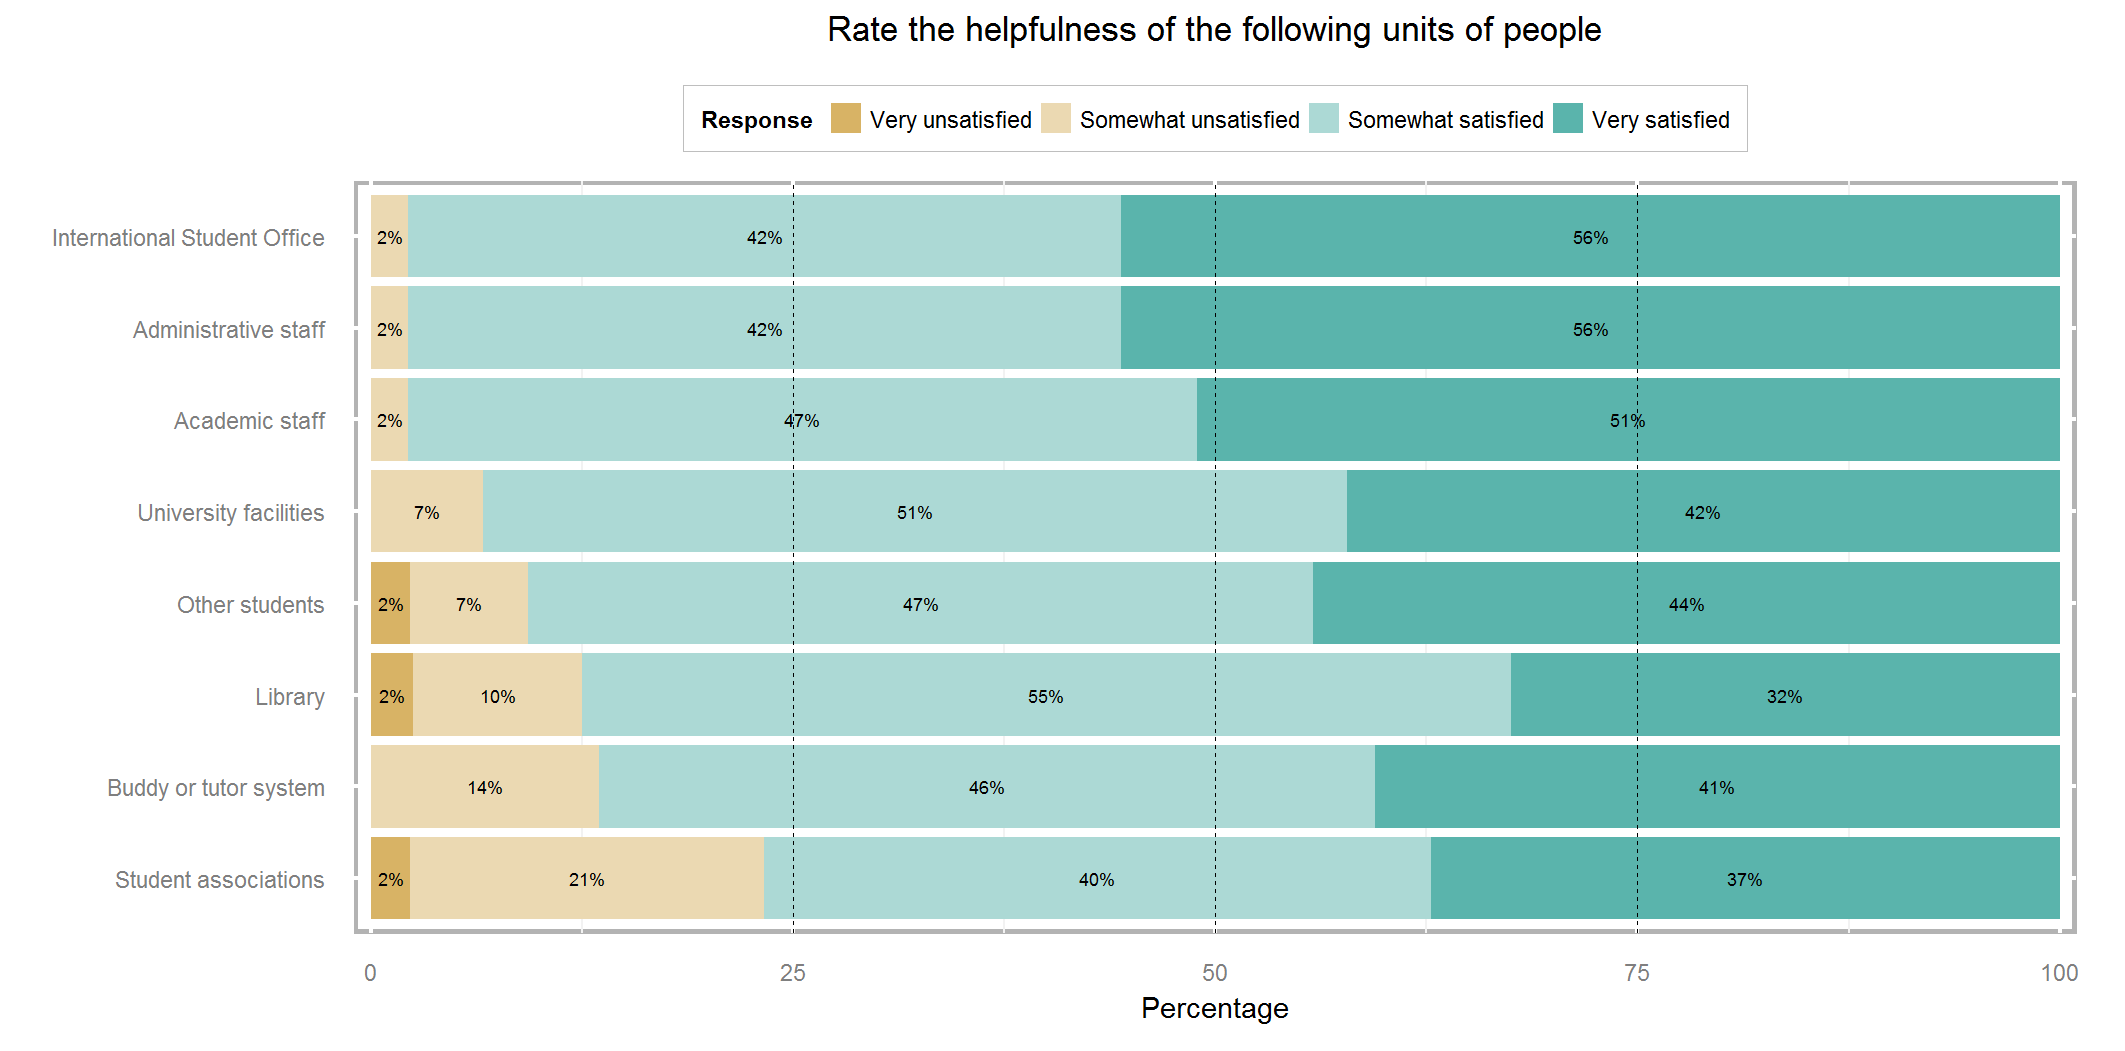 Rate the helpfulness of the following units of people
Response Very unsatisfied Somewhat unsatisfied Somewhat satisfied Very satisfied
International Student Office 2% 42% 56%
Administrative staff 2% 42% 56%
Academic staff 2% 47% 51%
University facilities 7% 51% 42%
Other students 2% 7% 47% 44%
Library 2% 10% 55% 32%
Buddy or tutor system 14% 46% 41%
Student associations 2% 21% 40% 37%
0 25 50 75 100
Percentage